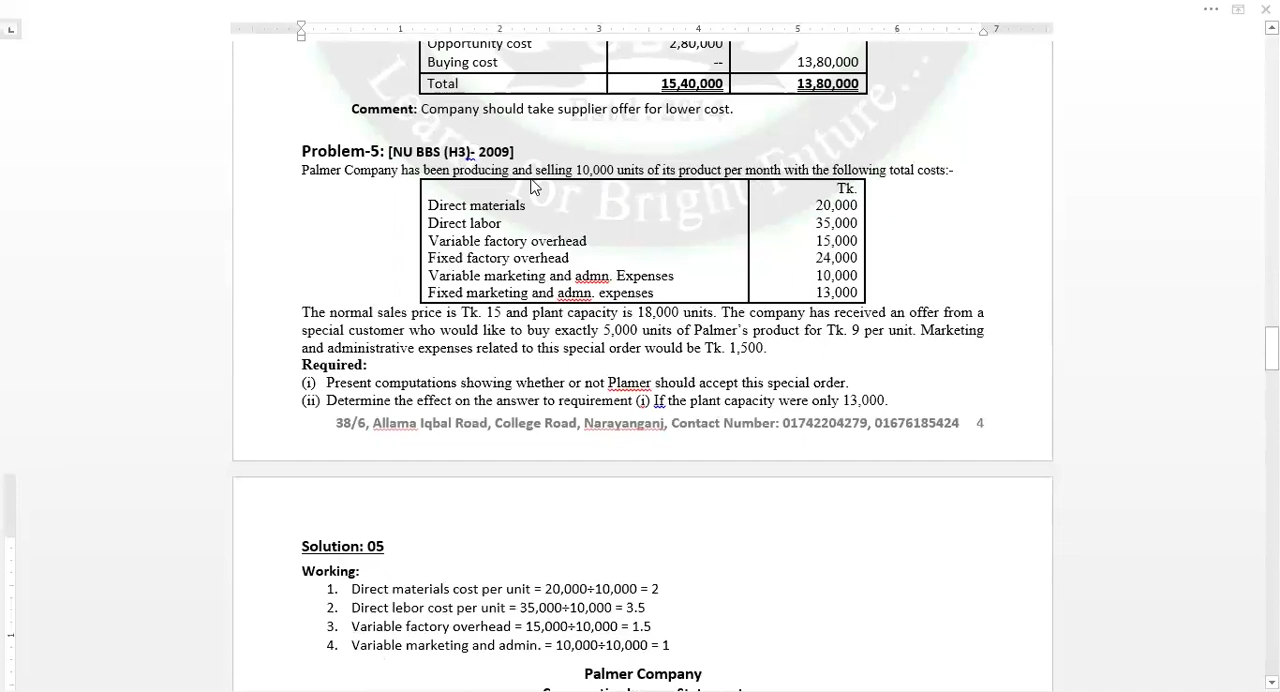 1 2 3 4 5 6 7
Opportunity cost 2,80,000
Buying cost -- 13,80,000
Total 15,40,000 13,80,000
Comment: Company should take supplier offer for lower cost.
Problem-5: [NU BBS (H3)- 2009]
Palmer Company has been producing and selling 10,000 units of its product per month with the following total costs:-
Tk.
Direct materials 20,000
Direct labor 35,000
Variable factory overhead 15,000
Fixed factory overhead 24,000
Variable marketing and admn. Expenses 10,000
Fixed marketing and admn. expenses 13,000
The normal sales price is Tk. 15 and plant capacity is 18,000 units. The company has received an offer from a
special customer who would like to buy exactly 5,000 units of Palmer's product for Tk. 9 per unit. Marketing
and administrative expenses related to this special order would be Tk. 1,500.
Required:
(i) Present computations showing whether or not Plamer should accept this special order.
(ii) Determine the effect on the answer to requirement (i) If the plant capacity were only 13,000.
38/6, Allama Iqbal Road, College Road, Narayanganj, Contact Number: 01742204279, 01676185424 4
Solution: 05
Working:
1. Direct materials cost per unit = 20,000÷10,000 = 2
2. Direct lebor cost per unit = 35,000÷10,000 = 3.5
3. Variable factory overhead = 15,000÷10,000 = 1.5
4. Variable marketing and admin. = 10,000÷10,000 = 1
Palmer Company
for Bright Future...